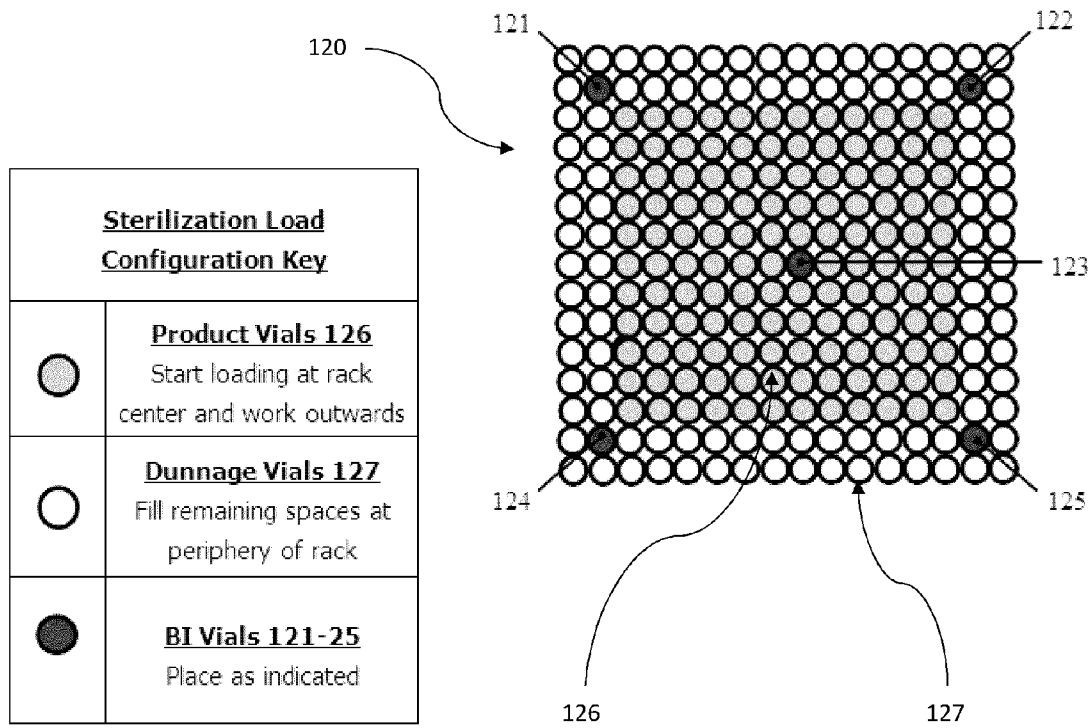 121
122
120
Sterilization Load
Configuration Key
Product Vials 126
Start loading at rack
center and work outwards
Dunnage Vials 127
Fill remaining spaces at
periphery of rack
BI Vials 121-25
Place as indicated
123
124
125
126
127